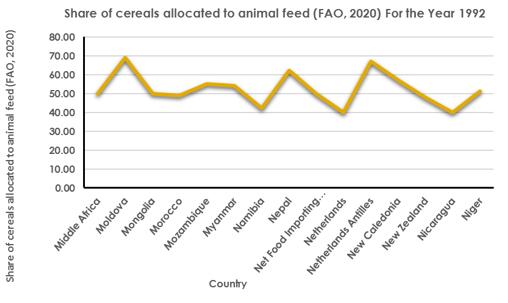 Share of cereals allocated to animal feed (FAO, 2020) For the Year 1992
Share of cereals allocated to animal feed (FAO, 2020)
80.00
70.00
60.00
50.00
40.00
30.00
20.00
10.00
0.00
Middle Africa
Moldova
Mongolia
Morocco
Mozambique
Myanmar
Namibia
Nepal
Net Food Importing...
Netherlands
Netherlands Antilles
New Caledonia
New Zealand
Nicaragua
Niger
Country